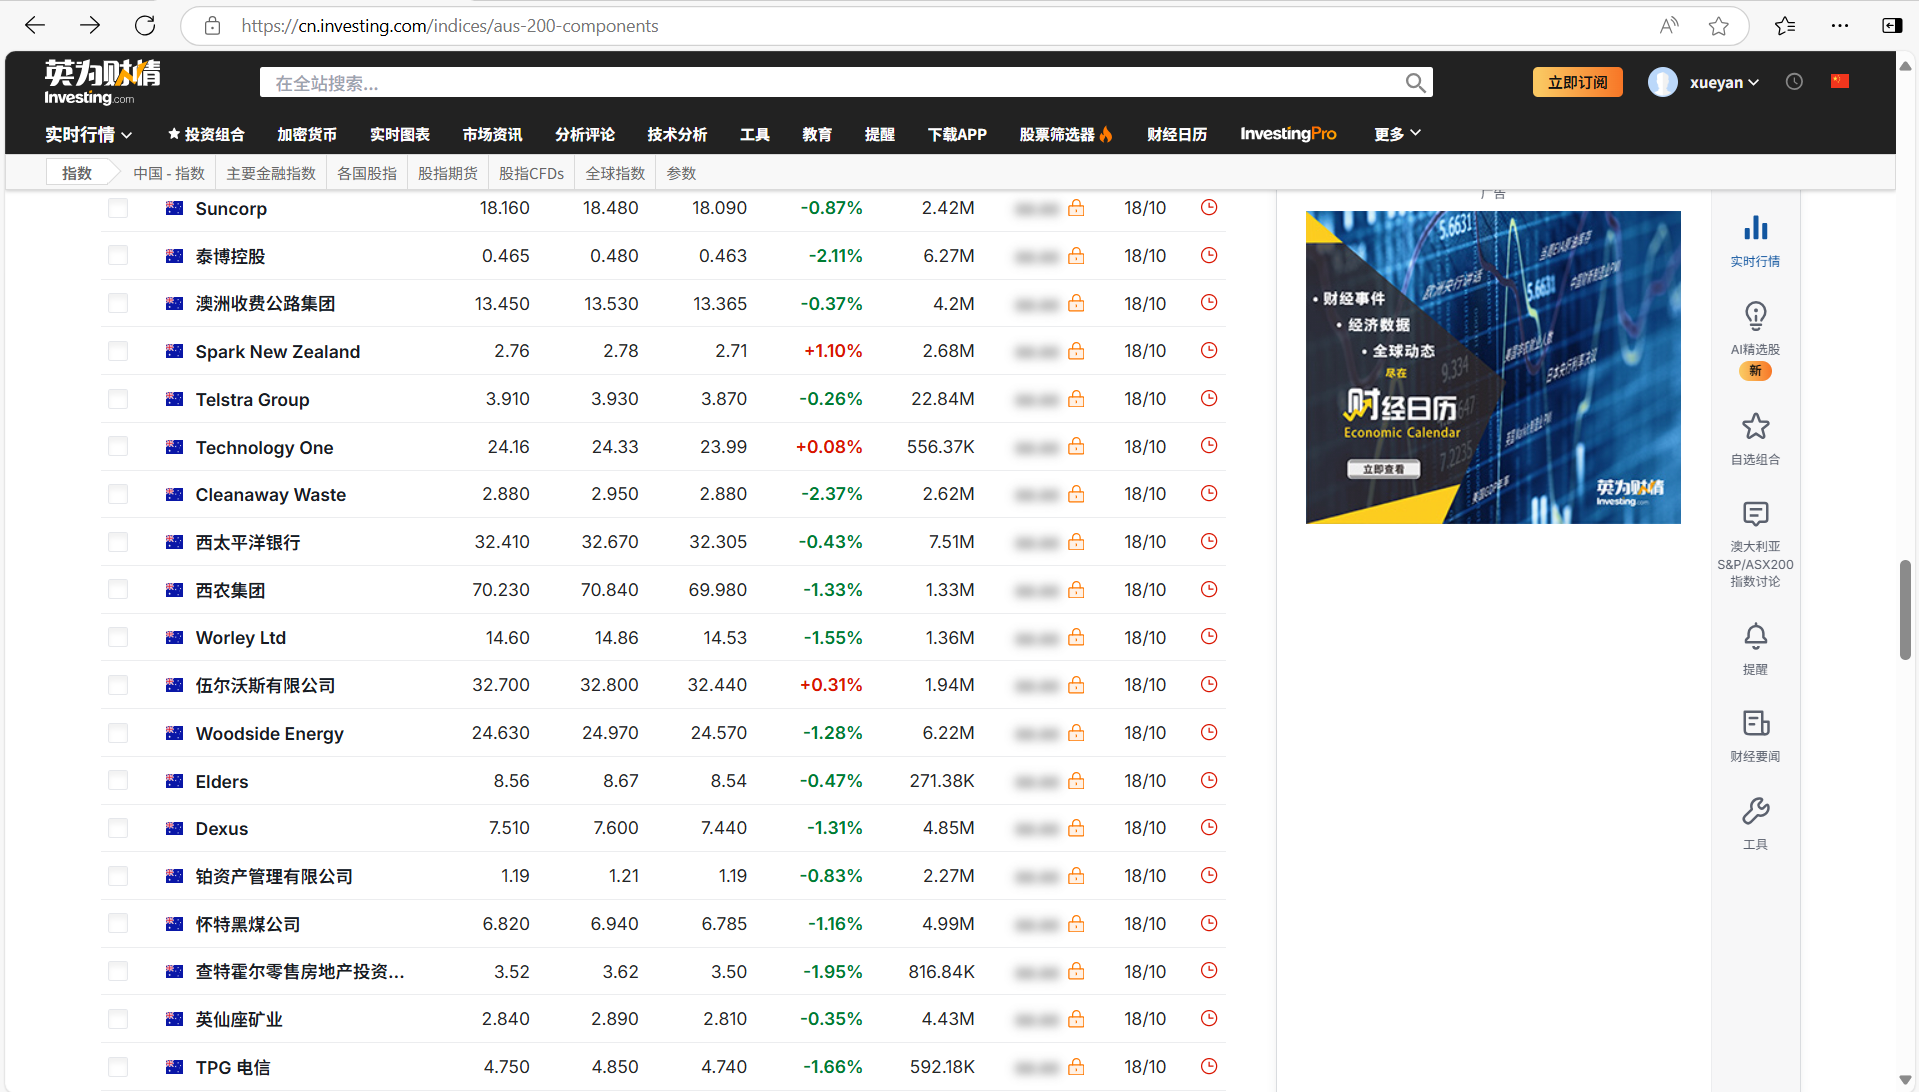 https://cn.investing.com/indices/aus-200-components
英为财情
Investing.com
在全站搜索...
立即订阅
xueyan
实时行情
投资组合
加密货币
实时图表
市场资讯
分析评论
技术分析
工具
教育
提醒
下载APP
股票筛选器
财经日历
InvestingPro
更多
指数
中国 - 指数
主要金融指数
各国股指
股指期货
股指CFDs
全球指数
参数
Suncorp 18.160 18.480 18.090 -0.87% 2.42M 18/10
泰博控股 0.465 0.480 0.463 -2.11% 6.27M 18/10
澳洲收费公路集团 13.450 13.530 13.365 -0.37% 4.2M 18/10
Spark New Zealand 2.76 2.78 2.71 +1.10% 2.68M 18/10
Telstra Group 3.910 3.930 3.870 -0.26% 22.84M 18/10
Technology One 24.16 24.33 23.99 +0.08% 556.37K 18/10
Cleanaway Waste 2.880 2.950 2.880 -2.37% 2.62M 18/10
西太平洋银行 32.410 32.670 32.305 -0.43% 7.51M 18/10
西农集团 70.230 70.840 69.980 -1.33% 1.33M 18/10
Worley Ltd 14.60 14.86 14.53 -1.55% 1.36M 18/10
伍尔沃斯有限公司 32.700 32.800 32.440 +0.31% 1.94M 18/10
Woodside Energy 24.630 24.970 24.570 -1.28% 6.22M 18/10
Elders 8.56 8.67 8.54 -0.47% 271.38K 18/10
Dexus 7.510 7.600 7.440 -1.31% 4.85M 18/10
铂资产管理有限公司 1.19 1.21 1.19 -0.83% 2.27M 18/10
怀特黑煤公司 6.820 6.940 6.785 -1.16% 4.99M 18/10
查特霍尔零售房地产投资... 3.52 3.62 3.50 -1.95% 816.84K 18/10
英仙座矿业 2.840 2.890 2.810 -0.35% 4.43M 18/10
TPG 电信 4.750 4.850 4.740 -1.66% 592.18K 18/10
广告
5.6631
5.6631
9.334
7.2235
• 财经事件
• 经济数据
• 全球动态
尽在
财经日历
Economic Calendar
立即查看
英为财情
Investing.com
实时行情
AI精选股
新
自选组合
澳大利亚
S&P/ASX200
指数讨论
提醒
财经要闻
工具